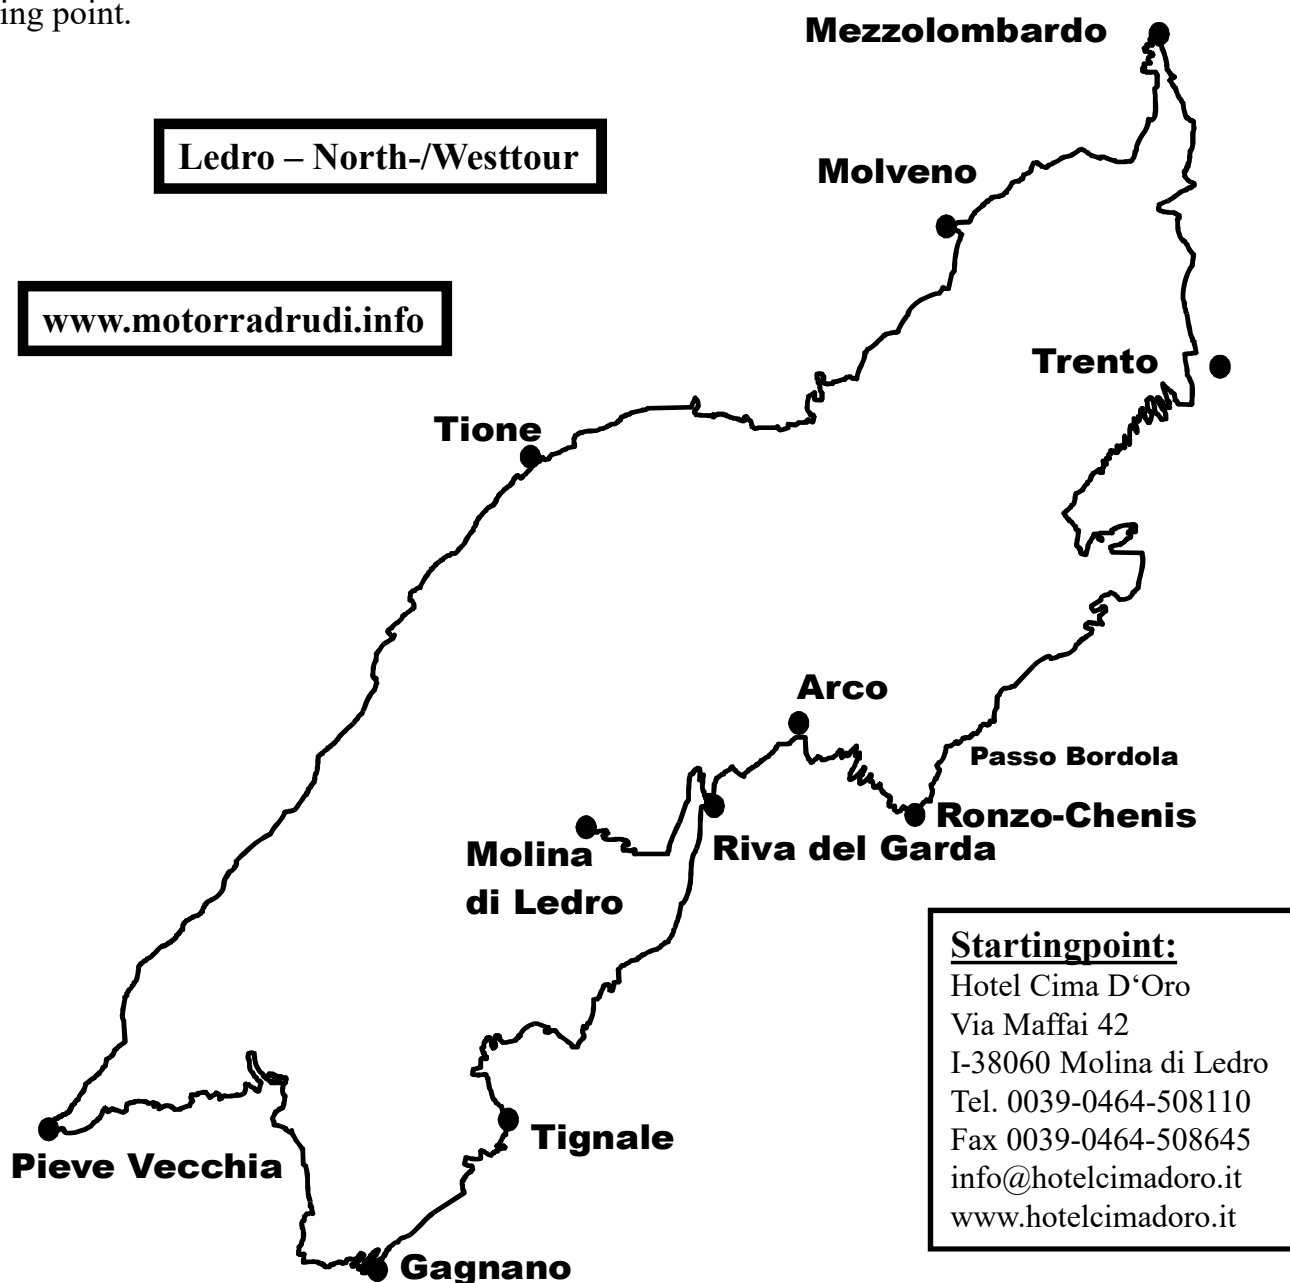 ing point.
Mezzolombardo
Ledro – North-/Westtour
Molveno
www.motorradrudi.info
Trento
Tione
Arco
Passo Bordola
Ronzo-Chenis
Riva del Garda
Molina
di Ledro
Startingpoint:
Hotel Cima D‘Oro
Via Maffai 42
I-38060 Molina di Ledro
Tel. 0039-0464-508110
Fax 0039-0464-508645
info@hotelcimadoro.it
www.hotelcimadoro.it
Tignale
Pieve Vecchia
Gagnano